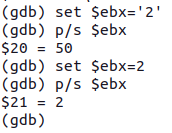 (gdb) set $ebx='2'
(gdb) p/s $ebx
$20 = 50
(gdb) set $ebx=2
(gdb) p/s $ebx
$21 = 2
(gdb)